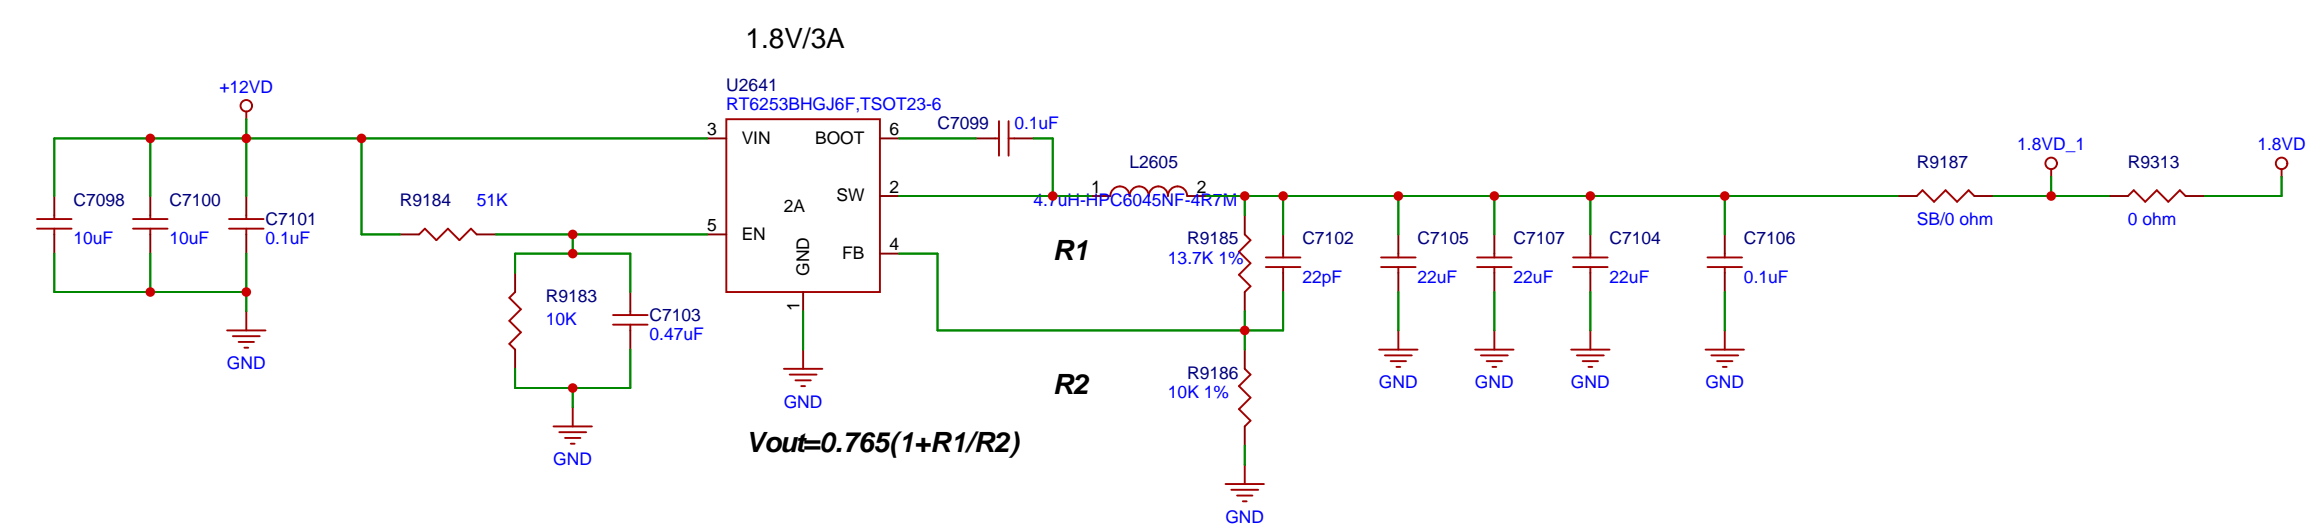 1.8V/3A
+12VD
U2641
RT6253BHGJ6F,TSOT23-6
3
VIN
BOOT
6
C7099
0.1uF
SW
2
2A
5
EN
GND
FB
4
1
GND
C7098
10uF
C7100
10uF
C7101
0.1uF
GND
R9184
51K
R9183
10K
C7103
0.47uF
GND
L2605
1
2
4.7uH-HPC6045NF-4R7M
R1
R9185
13.7K 1%
C7102
22pF
R2
R9186
10K 1%
GND
Vout=0.765(1+R1/R2)
C7105
22uF
GND
C7107
22uF
GND
C7104
22uF
GND
C7106
0.1uF
GND
R9187
SB/0 ohm
1.8VD_1
R9313
0 ohm
1.8VD